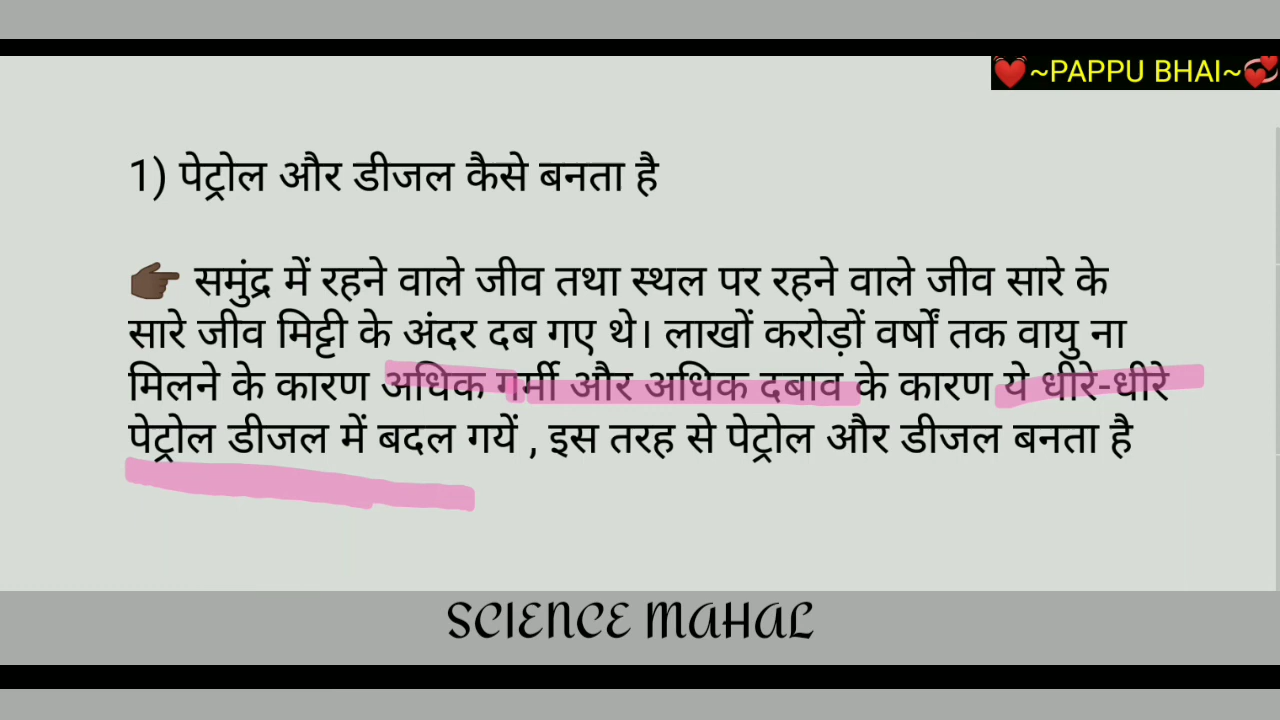 ❤️~PAPPU BHAI~💞
1) पेट्रोल और डीजल कैसे बनता है
👉🏿 समुंद्र में रहने वाले जीव तथा स्थल पर रहने वाले जीव सारे के
सारे जीव मिट्टी के अंदर दब गए थे। लाखों करोड़ों वर्षों तक वायु ना
मिलने के कारण अधिक गर्मी और अधिक दबाव के कारण ये धीरे-धीरे
पेट्रोल डीजल में बदल गयें , इस तरह से पेट्रोल और डीजल बनता है
SCIENCE MAHAL